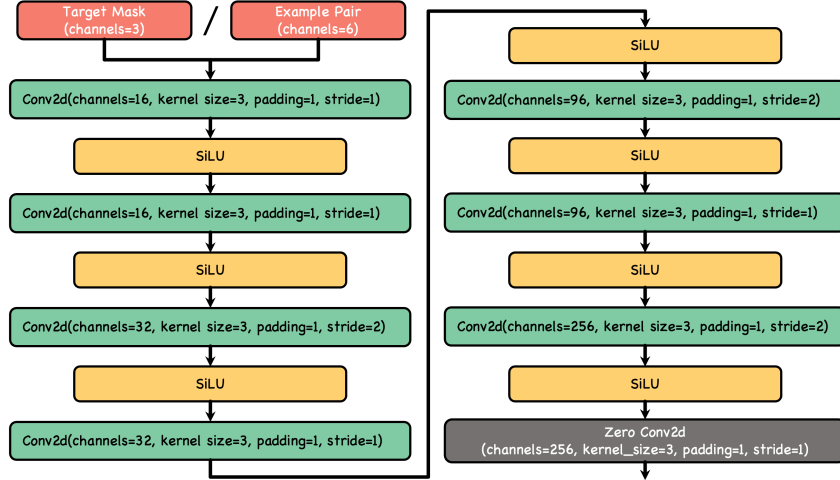 Target Mask
(channels=3)
/
Example Pair
(channels=6)
Conv2d(channels=16, kernel size=3, padding=1, stride=1)
SiLU
Conv2d(channels=16, kernel size=3, padding=1, stride=1)
SiLU
Conv2d(channels=32, kernel size=3, padding=1, stride=2)
SiLU
Conv2d(channels=32, kernel size=3, padding=1, stride=1)
SiLU
Conv2d(channels=96, kernel size=3, padding=1, stride=2)
SiLU
Conv2d(channels=96, kernel size=3, padding=1, stride=1)
SiLU
Conv2d(channels=256, kernel size=3, padding=1, stride=2)
SiLU
Zero Conv2d
(channels=256, kernel_size=3, padding=1, stride=1)